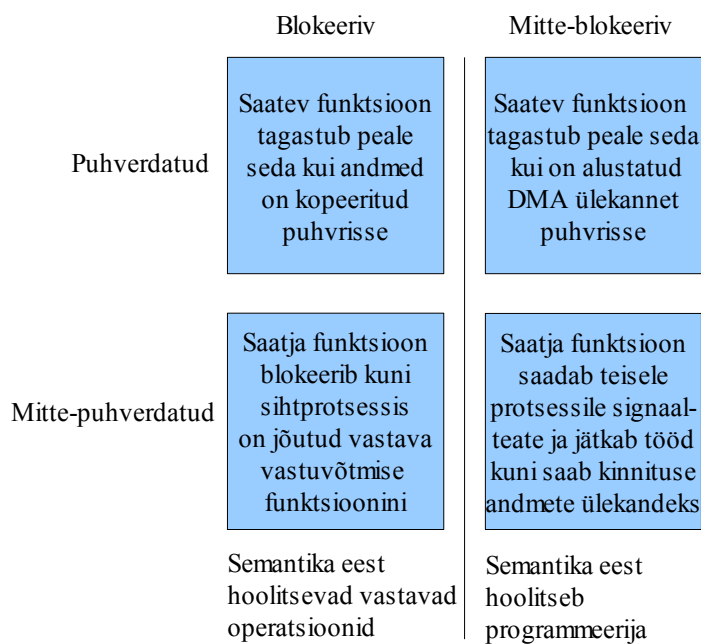 Blokeeriv
Mitte-blokeeriv
Puhverdatud
Saatev funktsioon
tagastub peale
seda kui andmed
on kopeeritud
puhvrisse
Saatev funktsioon
tagastub peale seda
kui on alustatud
DMA ülekannet
puhvrisse
Mitte-puhverdatud
Saatja funktsioon
blokeerib kuni
sihtprotsessis
on jõutud vastava
vastuvõtmise
funktsioonini
Saatja funktsioon
saadab teisele
protsessile signaal-
teate ja jätkab tööd
kuni saab kinnituse
andmete ülekandeks
Semantika eest
hoolitsevad vastavad
operatsioonid
Semantika eest
hoolitseb
programmeerija